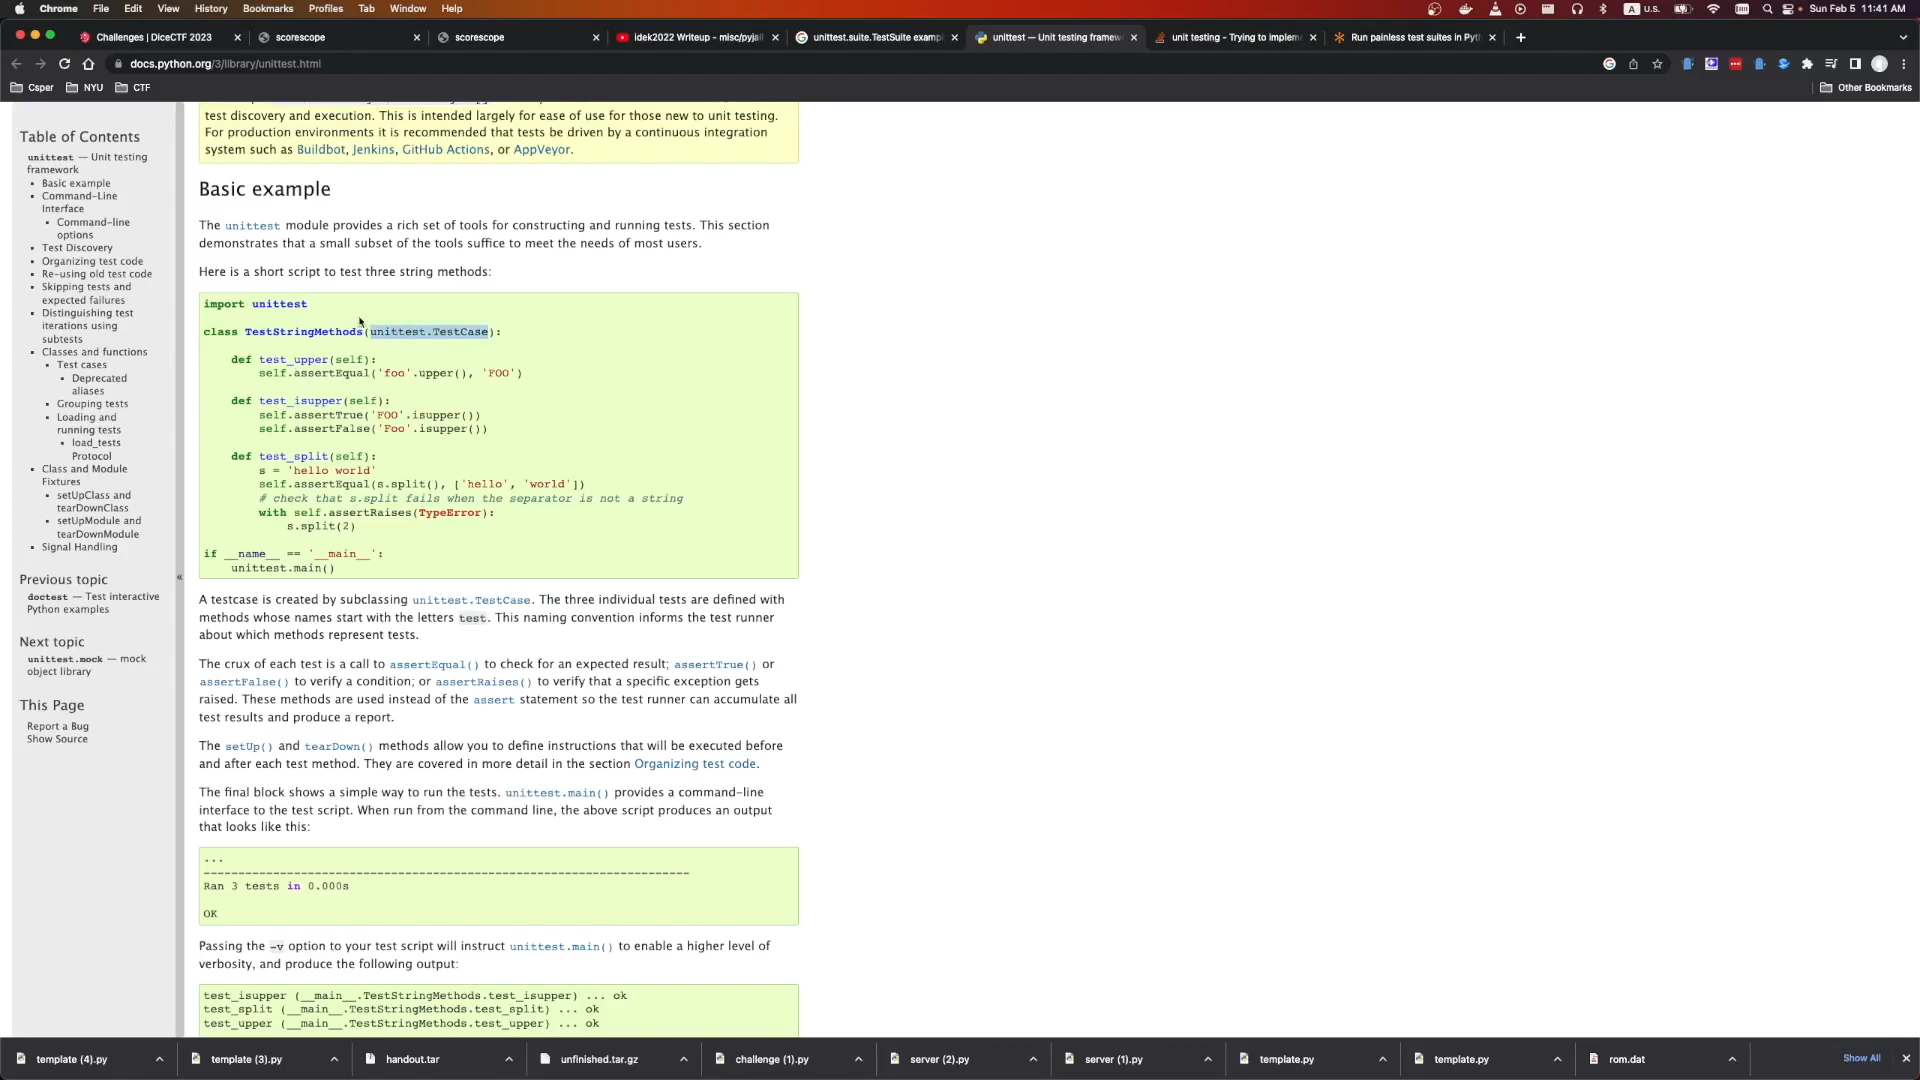 Chrome File Edit View History Bookmarks Profiles Tab Window Help A U.S. Sun Feb 5 11:41 AM
Challenges | DiceCTF 2023 scorescope scorescope idek2022 Writeup - misc/pyjail unittest.suite.TestSuite exampl unittest — Unit testing framew unit testing - Trying to implem Run painless test suites in Pyt
docs.python.org/3/library/unittest.html
Csper NYU CTF Other Bookmarks
Table of Contents
unittest — Unit testing
framework
Basic example
Command-Line
Interface
Command-line
options
Test Discovery
Organizing test code
Re-using old test code
Skipping tests and
expected failures
Distinguishing test
iterations using
subtests
Classes and functions
Test cases
Deprecated
aliases
Grouping tests
Loading and
running tests
load_tests
Protocol
Class and Module
Fixtures
setUpClass and
tearDownClass
setUpModule and
tearDownModule
Signal Handling
Previous topic
doctest — Test interactive
Python examples
Next topic
unittest.mock — mock
object library
This Page
Report a Bug
Show Source
«
test discovery and execution. This is intended largely for ease of use for those new to unit testing.
For production environments it is recommended that tests be driven by a continuous integration
system such as Buildbot, Jenkins, GitHub Actions, or AppVeyor.
Basic example
The unittest module provides a rich set of tools for constructing and running tests. This section
demonstrates that a small subset of the tools suffice to meet the needs of most users.
Here is a short script to test three string methods:
import unittest
class TestStringMethods(unittest.TestCase):
def test_upper(self):
self.assertEqual('foo'.upper(), 'FOO')
def test_isupper(self):
self.assertTrue('FOO'.isupper())
self.assertFalse('Foo'.isupper())
def test_split(self):
s = 'hello world'
self.assertEqual(s.split(), ['hello', 'world'])
# check that s.split fails when the separator is not a string
with self.assertRaises(TypeError):
s.split(2)
if __name__ == '__main__':
unittest.main()
A testcase is created by subclassing unittest.TestCase. The three individual tests are defined with
methods whose names start with the letters test. This naming convention informs the test runner
about which methods represent tests.
The crux of each test is a call to assertEqual() to check for an expected result; assertTrue() or
assertFalse() to verify a condition; or assertRaises() to verify that a specific exception gets
raised. These methods are used instead of the assert statement so the test runner can accumulate all
test results and produce a report.
The setUp() and tearDown() methods allow you to define instructions that will be executed before
and after each test method. They are covered in more detail in the section Organizing test code.
The final block shows a simple way to run the tests. unittest.main() provides a command-line
interface to the test script. When run from the command line, the above script produces an output
that looks like this:
...
----------------------------------------------------------------------
Ran 3 tests in 0.000s
OK
Passing the -v option to your test script will instruct unittest.main() to enable a higher level of
verbosity, and produce the following output:
test_isupper (__main__.TestStringMethods.test_isupper) ... ok
test_split (__main__.TestStringMethods.test_split) ... ok
test_upper (__main__.TestStringMethods.test_upper) ... ok
template (4).py template (3).py handout.tar unfinished.tar.gz challenge (1).py server (2).py server (1).py template.py template.py rom.dat Show All